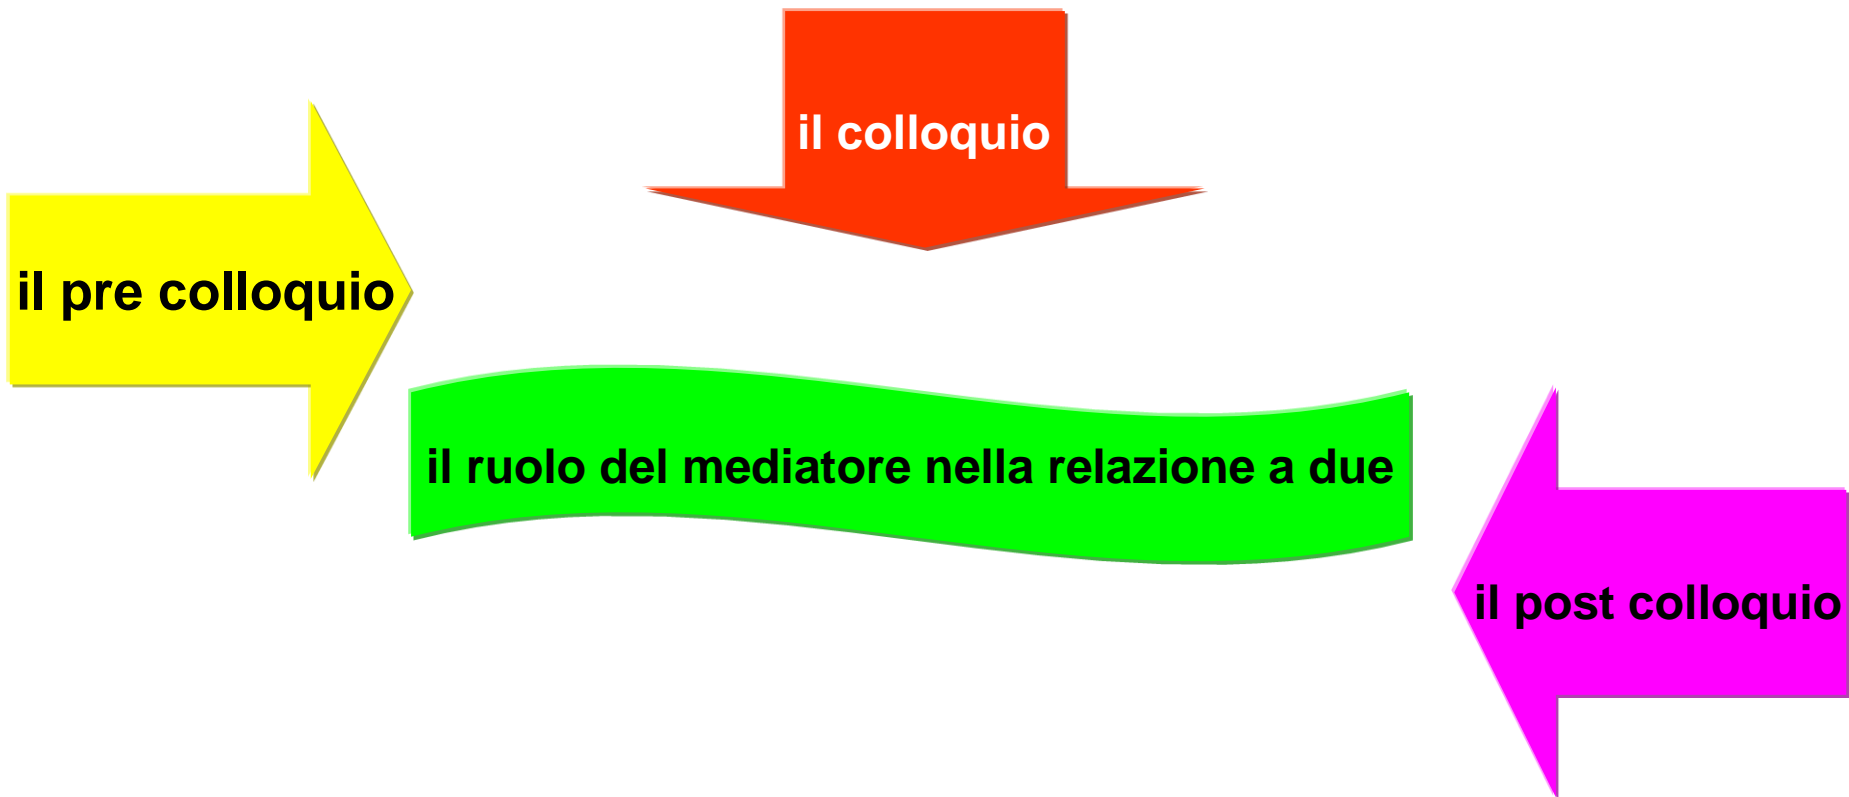 il colloquio
il pre colloquio
il ruolo del mediatore nella relazione a due
il post colloquio